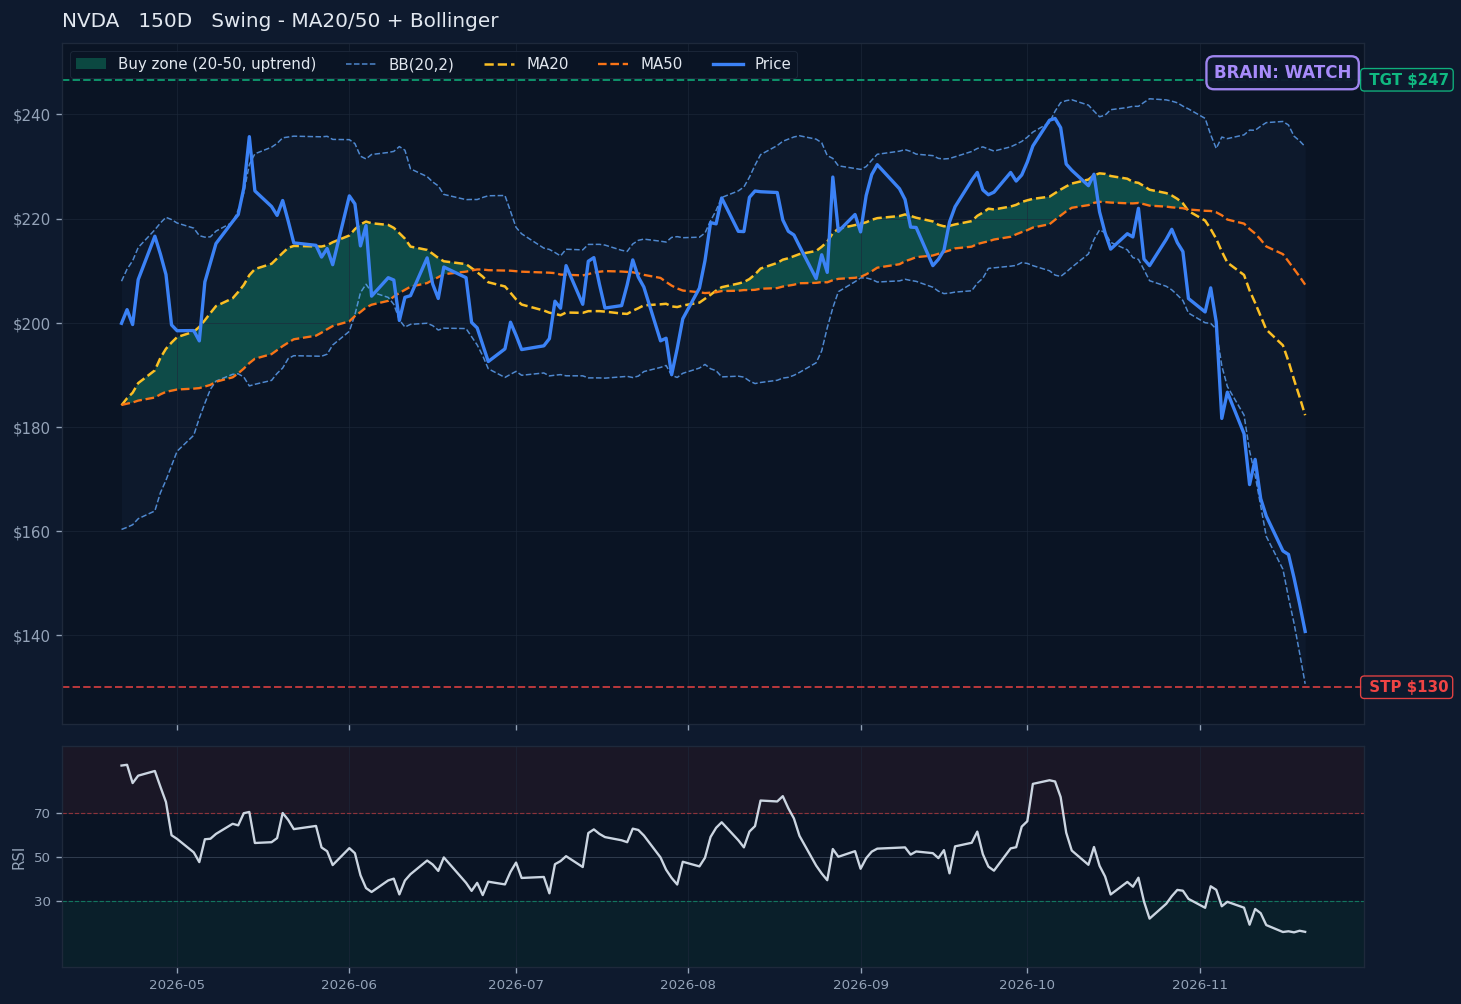 NVDA   150D   Swing - MA20/50 + Bollinger
Buy zone (20-50, uptrend)
BB(20,2)
MA20
MA50
Price
BRAIN: WATCH
TGT $247
$240
$220
$200
$180
$160
$140
STP $130
70
50
30
RSI
2026-05
2026-06
2026-07
2026-08
2026-09
2026-10
2026-11